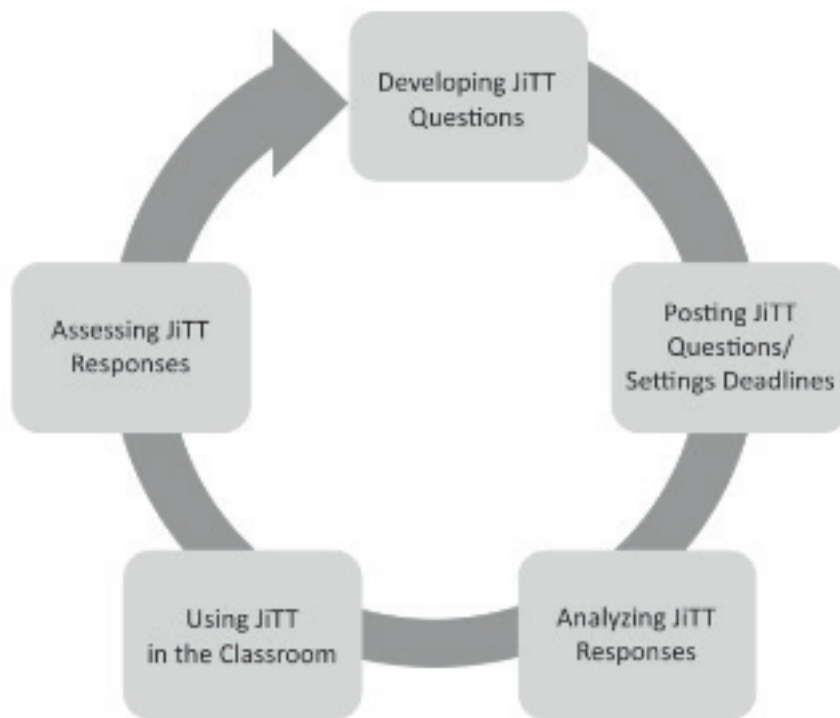 Developing JiTT
Questions
Posting JiTT
Questions/
Settings Deadlines
Analyzing JiTT
Responses
Using JiTT
in the Classroom
Assessing JiTT
Responses